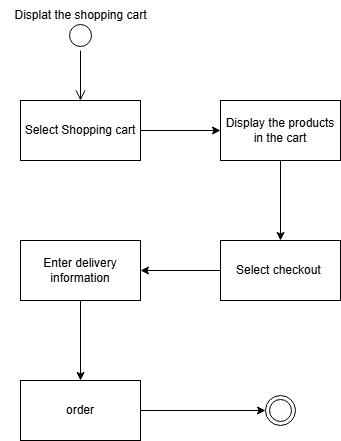 Displat the shopping cart
Select Shopping cart
Display the products
in the cart
Select checkout
Enter delivery
information
order